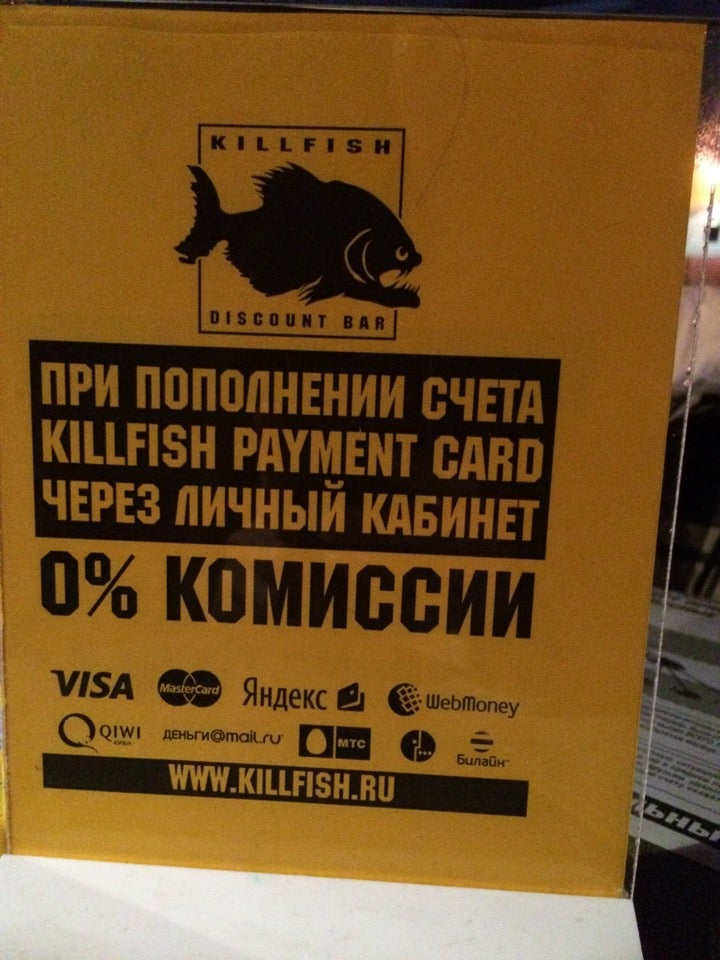 KILLFISH
DISCOUNT BAR
ПРИ ПОПОЛНЕНИИ СЧЕТА
KILLFISH PAYMENT CARD
ЧЕРЕЗ ЛИЧНЫЙ КАБИНЕТ
0% КОМИССИИ
VISA MasterCard Яндекс WebMoney
QIWI КИВИ ДЕНЬГИ@mail.ru МТС Билайн
WWW.KILLFISH.RU